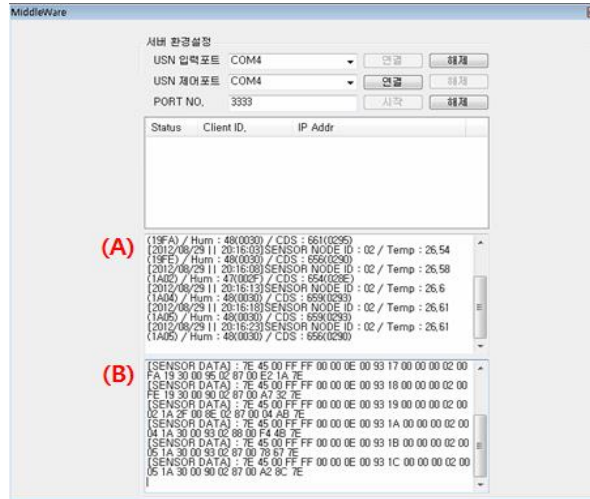 MiddleWare
서버 환경설정
USN 입력포트 COM4 연결 해제
USN 제어포트 COM4 연결 해제
PORT NO, 3333 시작 해제
Status Client ID, IP Addr
(A)
(19FA) / Hum : 48(0030) / CDS : 661(0295)
[2012/08/29 || 20:16:03]SENSOR NODE ID : 02 / Temp : 26,54
(19FE) / Hum : 48(0030) / CDS : 656(0290)
[2012/08/29 || 20:16:08]SENSOR NODE ID : 02 / Temp : 26,58
(1A02) / Hum : 47(002F) / CDS : 654(028E)
[2012/08/29 || 20:16:13]SENSOR NODE ID : 02 / Temp : 26,6
(1A04) / Hum : 48(0030) / CDS : 659(0293)
[2012/08/29 || 20:16:18]SENSOR NODE ID : 02 / Temp : 26,61
(1A05) / Hum : 48(0030) / CDS : 659(0293)
[2012/08/29 || 20:16:23]SENSOR NODE ID : 02 / Temp : 26,61
(1A05) / Hum : 48(0030) / CDS : 656(0290)
(B)
[SENSOR DATA] : 7E 45 00 FF FF 00 00 0E 00 93 17 00 00 00 02 00
FA 19 30 00 95 02 87 00 E2 1A 7E
[SENSOR DATA] : 7E 45 00 FF FF 00 00 0E 00 93 18 00 00 00 02 00
FE 19 30 00 90 02 87 00 A7 32 7E
[SENSOR DATA] : 7E 45 00 FF FF 00 00 0E 00 93 19 00 00 00 02 00
02 1A 2F 00 8E 02 87 00 04 AB 7E
[SENSOR DATA] : 7E 45 00 FF FF 00 00 0E 00 93 1A 00 00 00 02 00
04 1A 30 00 93 02 88 00 F4 4B 7E
[SENSOR DATA] : 7E 45 00 FF FF 00 00 0E 00 93 1B 00 00 00 02 00
05 1A 30 00 93 02 87 00 78 67 7E
[SENSOR DATA] : 7E 45 00 FF FF 00 00 0E 00 93 1C 00 00 00 02 00
05 1A 30 00 90 02 87 00 A2 8C 7E